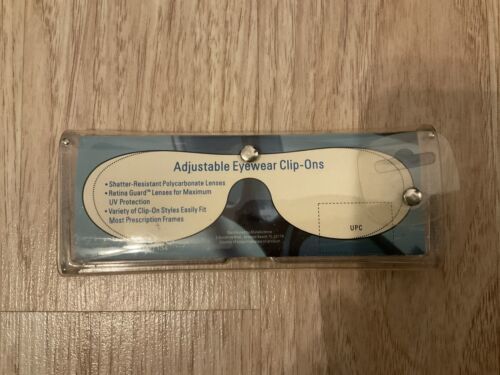 Adjustable Eyewear Clip-Ons
• Shatter-Resistant Polycarbonate Lenses
• Retina Guard™ Lenses for Maximum
UV Protection
• Variety of Clip-On Styles Easily Fit
Most Prescription Frames
UPC